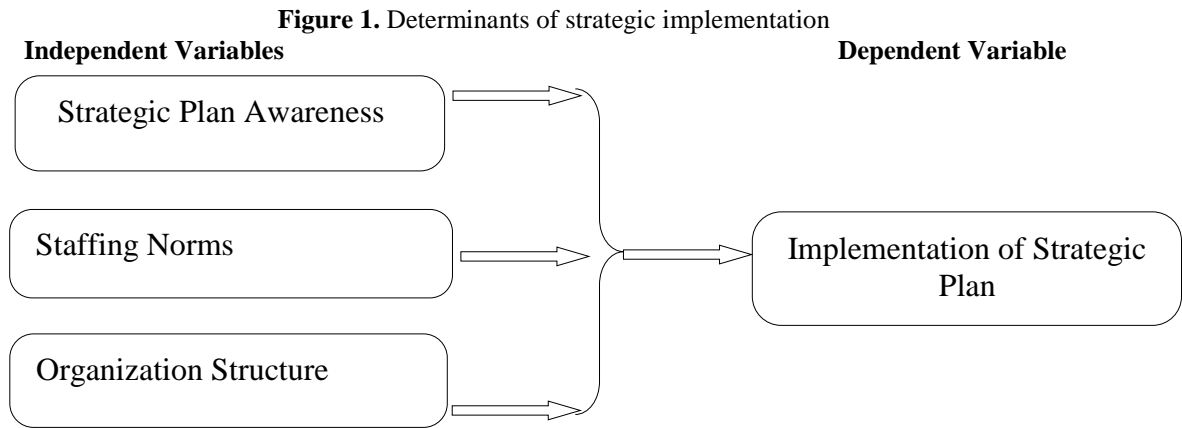 Figure 1. Determinants of strategic implementation
Independent Variables
Dependent Variable
Strategic Plan Awareness
Staffing Norms
Organization Structure
Implementation of Strategic
Plan